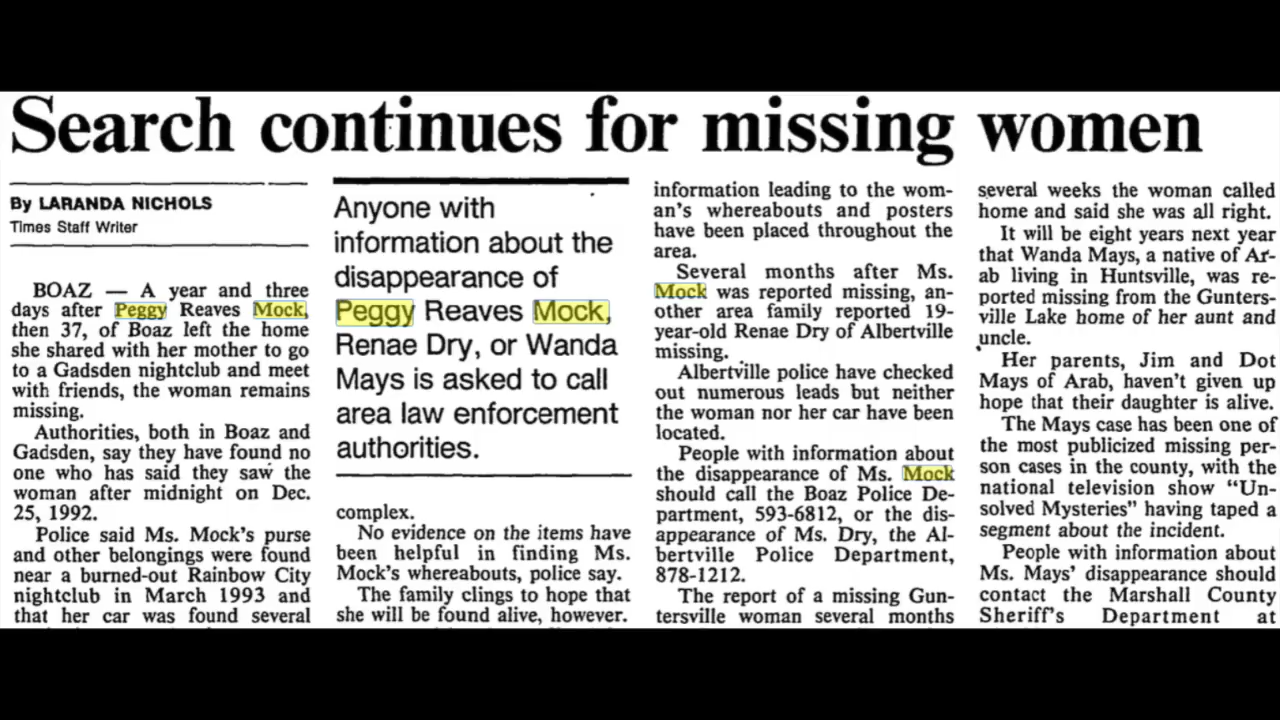 Search continues for missing women
By LARANDA NICHOLS
Times Staff Writer
BOAZ — A year and three
days after Peggy Reaves Mock,
then 37, of Boaz left the home
she shared with her mother to go
to a Gadsden nightclub and meet
with friends, the woman remains
missing.
Authorities, both in Boaz and
Gadsden, say they have found no
one who has said they saw the
woman after midnight on Dec.
25, 1992.
Police said Ms. Mock's purse
and other belongings were found
near a burned-out Rainbow City
nightclub in March 1993 and
that her car was found several
Anyone with
information about the
disappearance of
Peggy Reaves Mock,
Renae Dry, or Wanda
Mays is asked to call
area law enforcement
authorities.
complex.
No evidence on the items have
been helpful in finding Ms.
Mock's whereabouts, police say.
The family clings to hope that
she will be found alive, however.
information leading to the wom-
an's whereabouts and posters
have been placed throughout the
area.
Several months after Ms.
Mock was reported missing, an-
other area family reported 19-
year-old Renae Dry of Albertville
missing.
Albertville police have checked
out numerous leads but neither
the woman nor her car have been
located.
People with information about
the disappearance of Ms. Mock
should call the Boaz Police De-
partment, 593-6812, or the dis-
appearance of Ms. Dry, the Al-
bertville Police Department,
878-1212.
The report of a missing Gun-
tersville woman several months
several weeks the woman called
home and said she was all right.
It will be eight years next year
that Wanda Mays, a native of Ar-
ab living in Huntsville, was re-
ported missing from the Gunters-
ville Lake home of her aunt and
uncle.
Her parents, Jim and Dot
Mays of Arab, haven't given up
hope that their daughter is alive.
The Mays case has been one of
the most publicized missing per-
son cases in the county, with the
national television show "Un-
solved Mysteries" having taped a
segment about the incident.
People with information about
Ms. Mays' disappearance should
contact the Marshall County
Sheriff's Department at